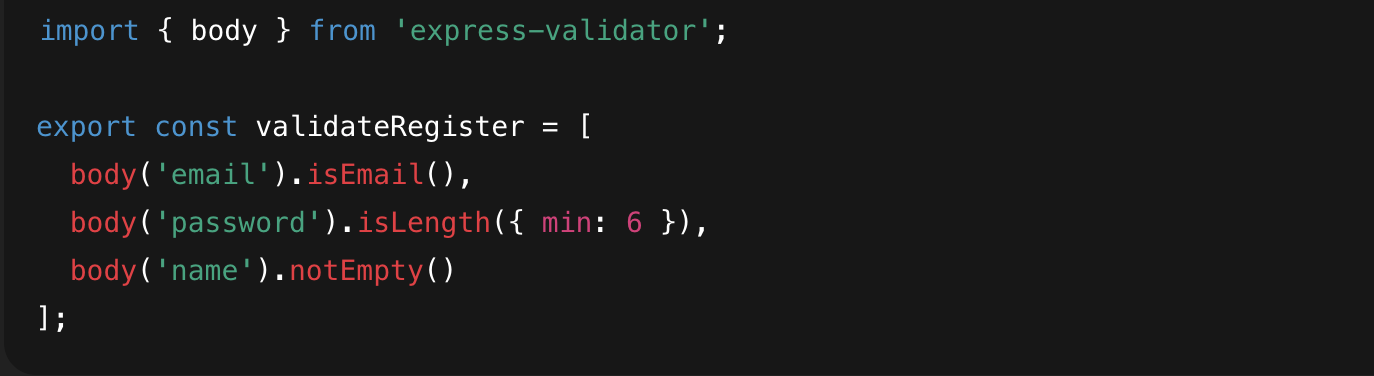 import { body } from 'express-validator';
export const validateRegister = [
  body('email').isEmail(),
  body('password').isLength({ min: 6 }),
  body('name').notEmpty()
];